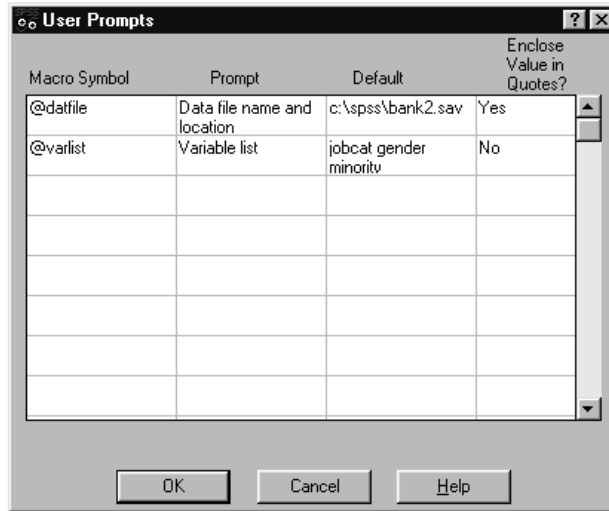 User Prompts
Macro Symbol Prompt Default Enclose Value in Quotes?
@datfile Data file name and location c:\spss\bank2.sav Yes
@varlist Variable list jobcat gender minority No
OK Cancel Help